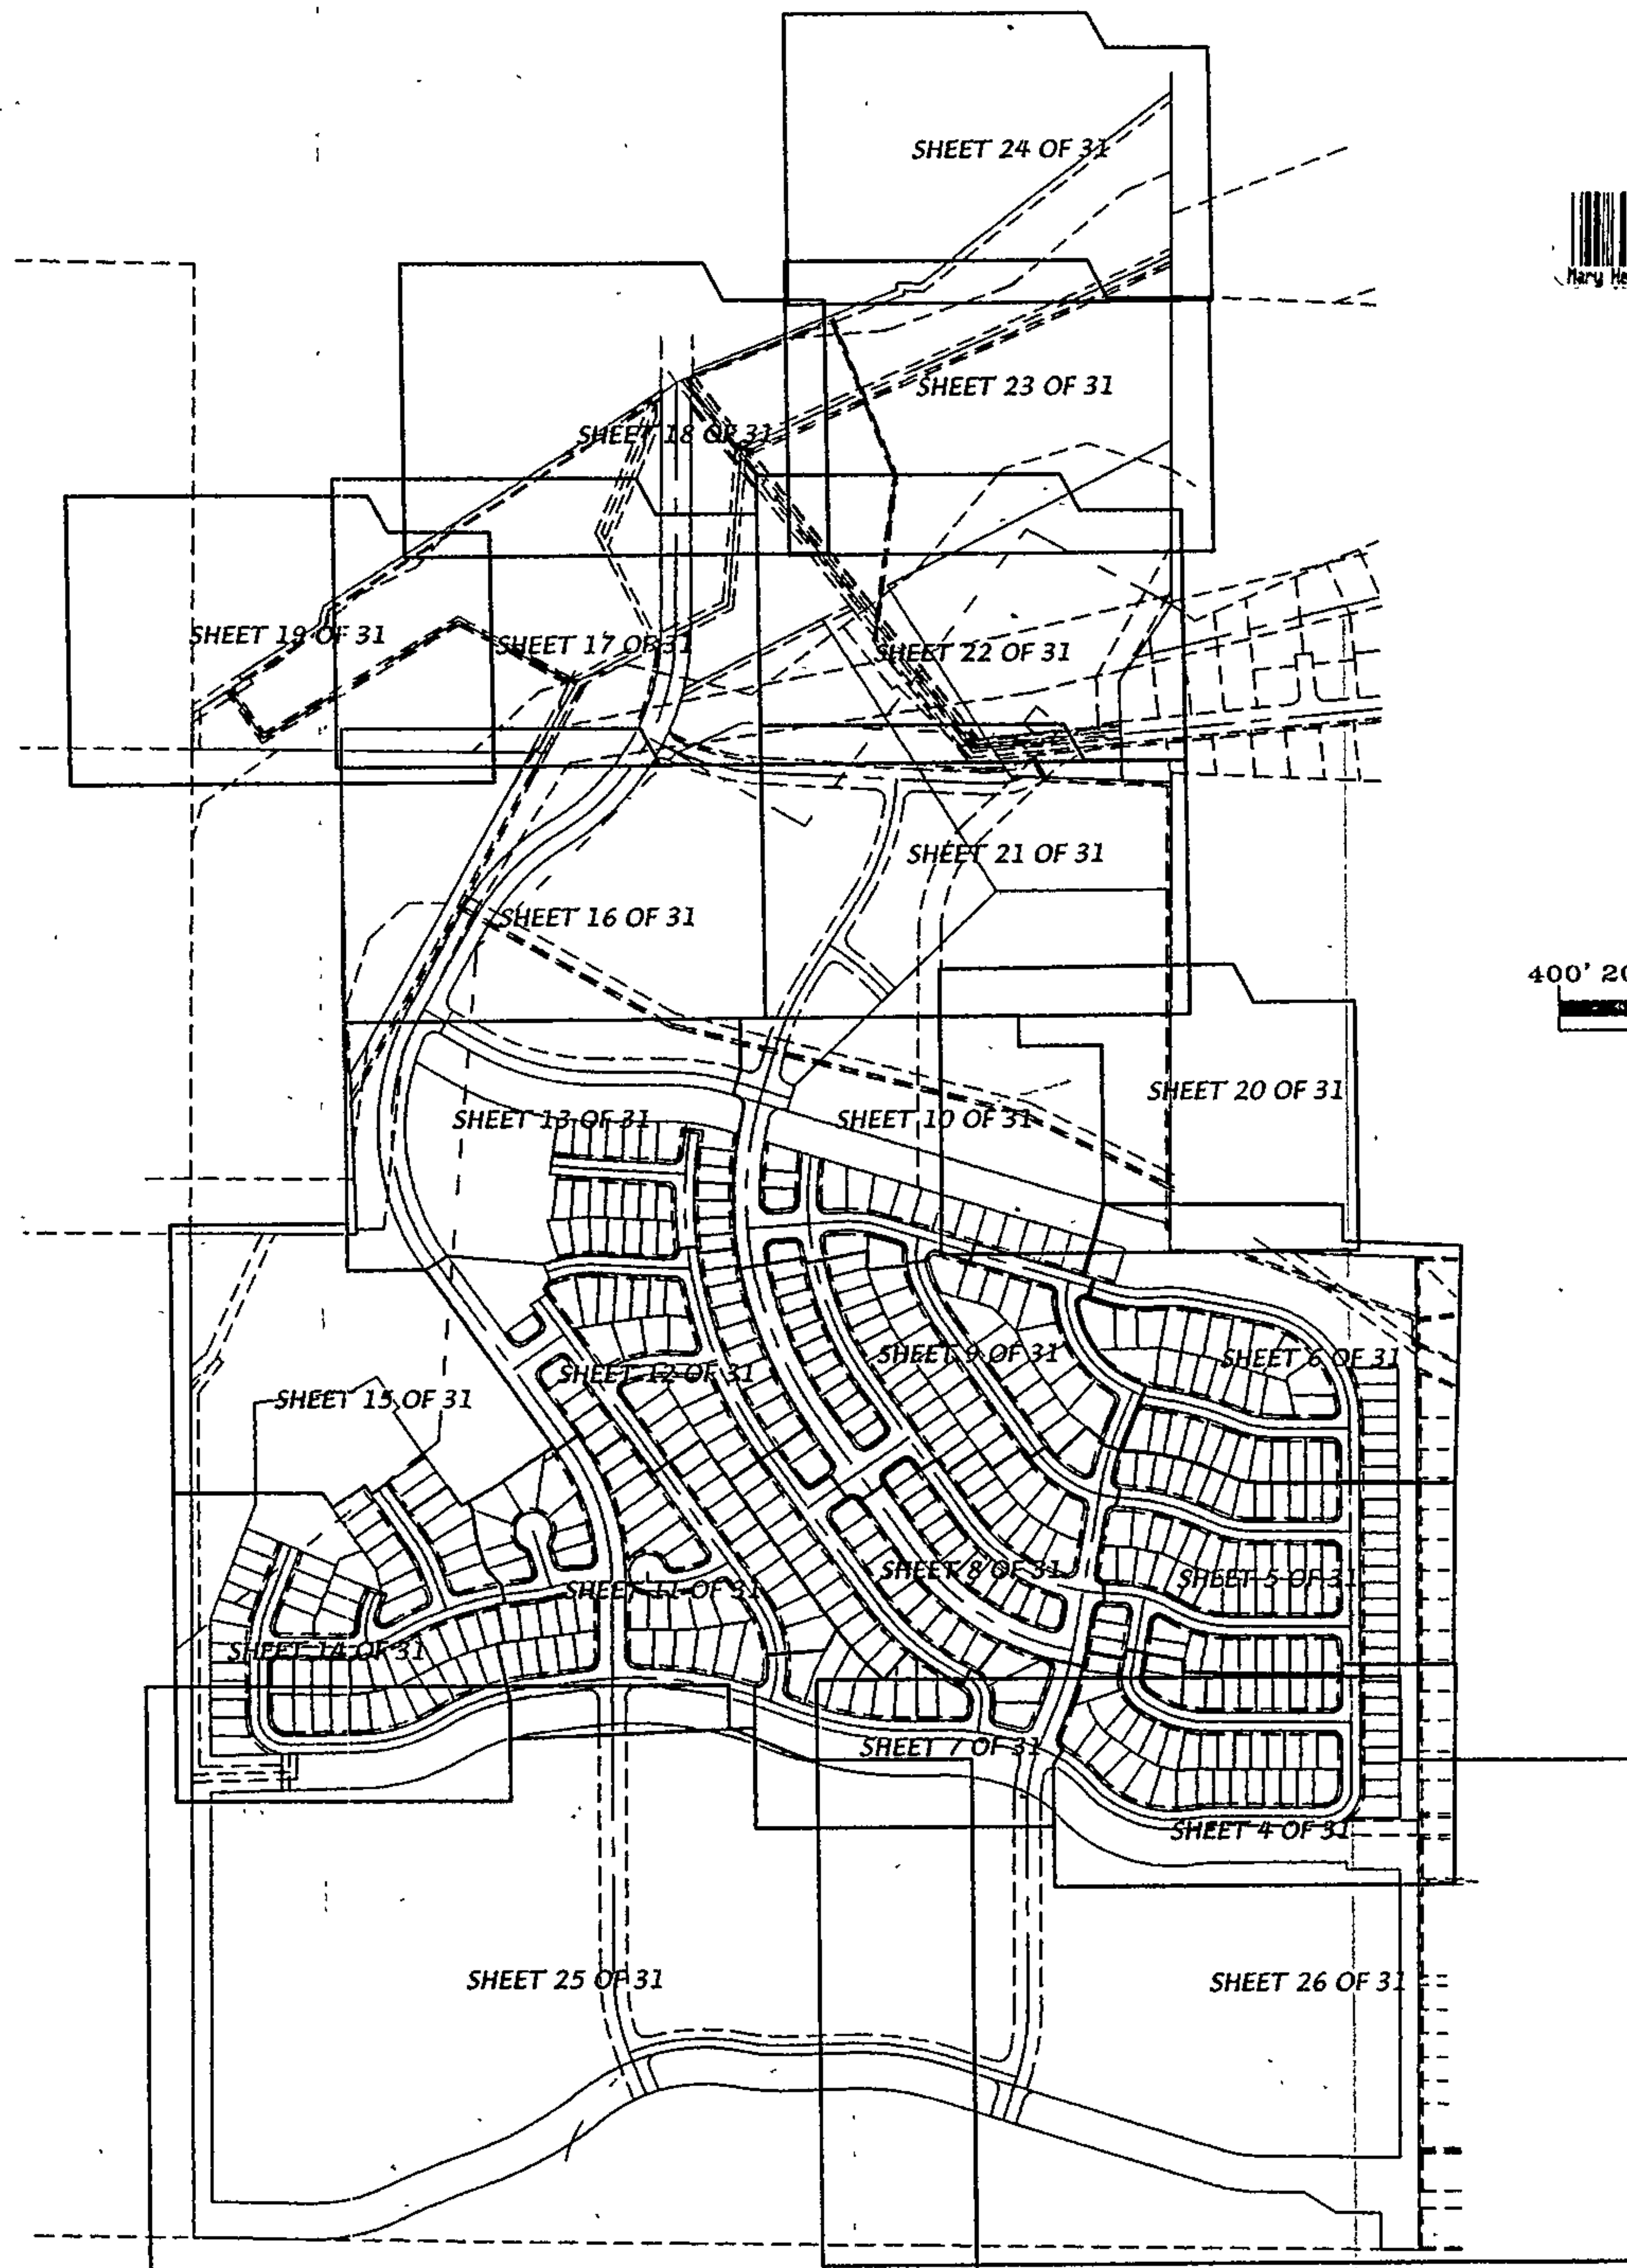 SHEET 24 OF 31
Mary He
SHEET 23 OF 31
SHEET 18 OF 31
SHEET 19 OF 31
SHEET 17 OF 31
SHEET 22 OF 31
SHEET 21 OF 31
SHEET 16 OF 31
400' 20
SHEET 20 OF 31
SHEET 13 OF 31
SHEET 10 OF 31
SHEET 9 OF 31
SHEET 6 OF 31
SHEET 12 OF 31
SHEET 15 OF 31
SHEET 8 OF 31
SHEET 5 OF 31
SHEET 11 OF 31
SHEET 14 OF 31
SHEET 7 OF 31
SHEET 4 OF 31
SHEET 25 OF 31
SHEET 26 OF 31